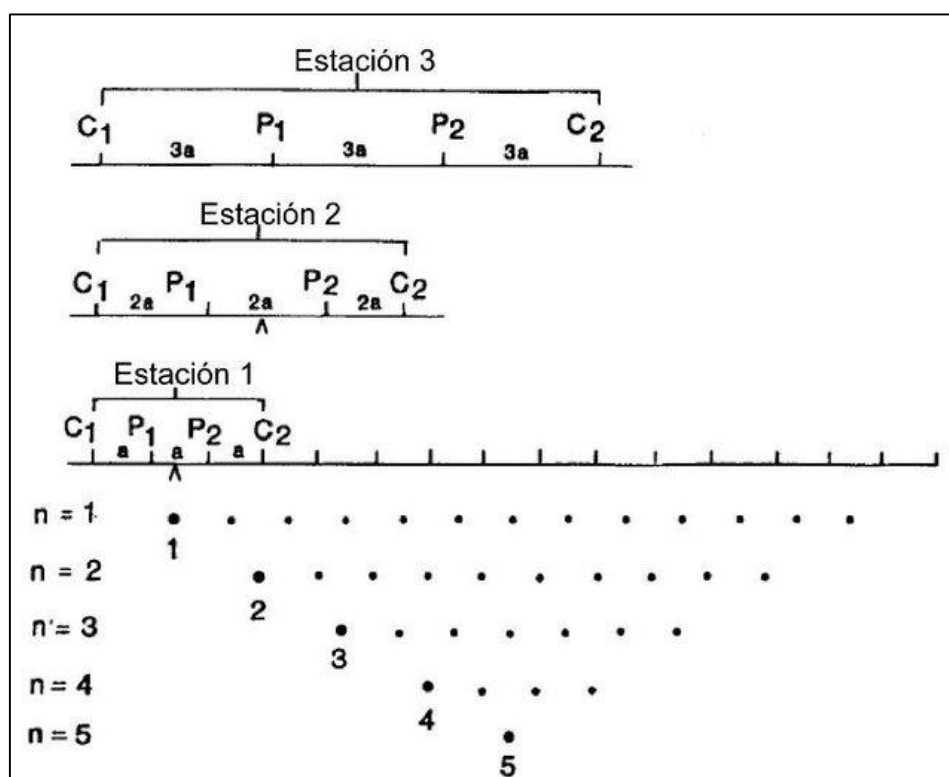 Estación 3
C1 P1 P2 C2
3a 3a 3a
Estación 2
C1 P1 P2 C2
2a 2a 2a
Estación 1
C1 P1 P2 C2
a a a
n = 1
1
n = 2
2
n = 3
3
n = 4
4
n = 5
5